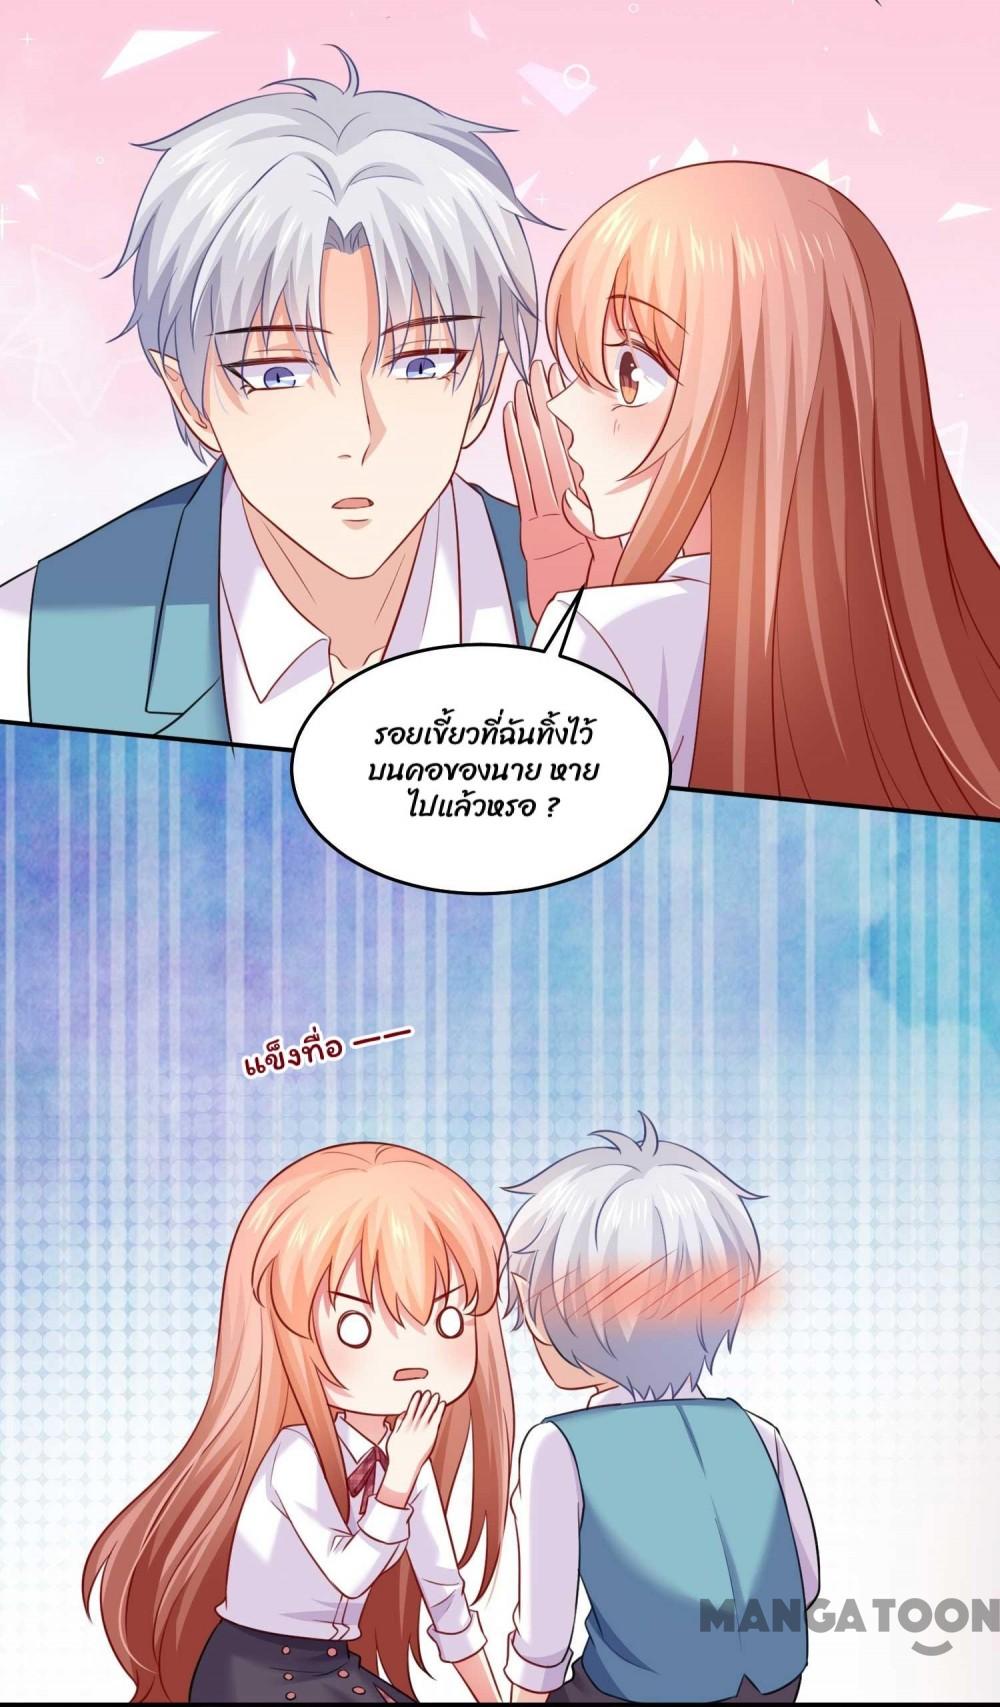 รอยเขี้ยวที่ฉันทิ้งไว้
บนคอของนาย หาย
ไปแล้วหรอ ?
แข็งทื่อ ——
MANGATOON